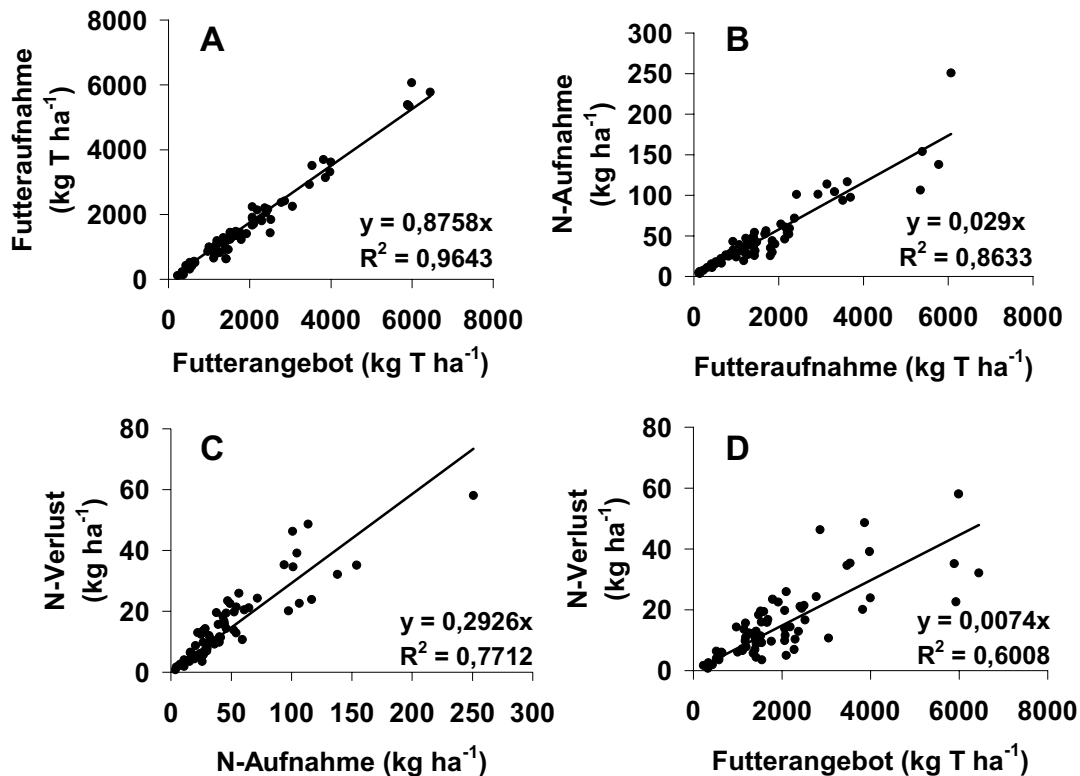 A
Futteraufnahme
(kg T ha⁻¹)
8000
6000
4000
2000
0
y = 0,8758x
R² = 0,9643
0 2000 4000 6000 8000
Futterangebot (kg T ha⁻¹)
B
N-Aufnahme
(kg ha⁻¹)
300
250
200
150
100
50
0
y = 0,029x
R² = 0,8633
0 2000 4000 6000 8000
Futteraufnahme (kg T ha⁻¹)
C
N-Verlust
(kg ha⁻¹)
80
60
40
20
0
y = 0,2926x
R² = 0,7712
0 50 100 150 200 250 300
N-Aufnahme (kg ha⁻¹)
D
N-Verlust
(kg ha⁻¹)
80
60
40
20
0
y = 0,0074x
R² = 0,6008
0 2000 4000 6000 8000
Futterangebot (kg T ha⁻¹)